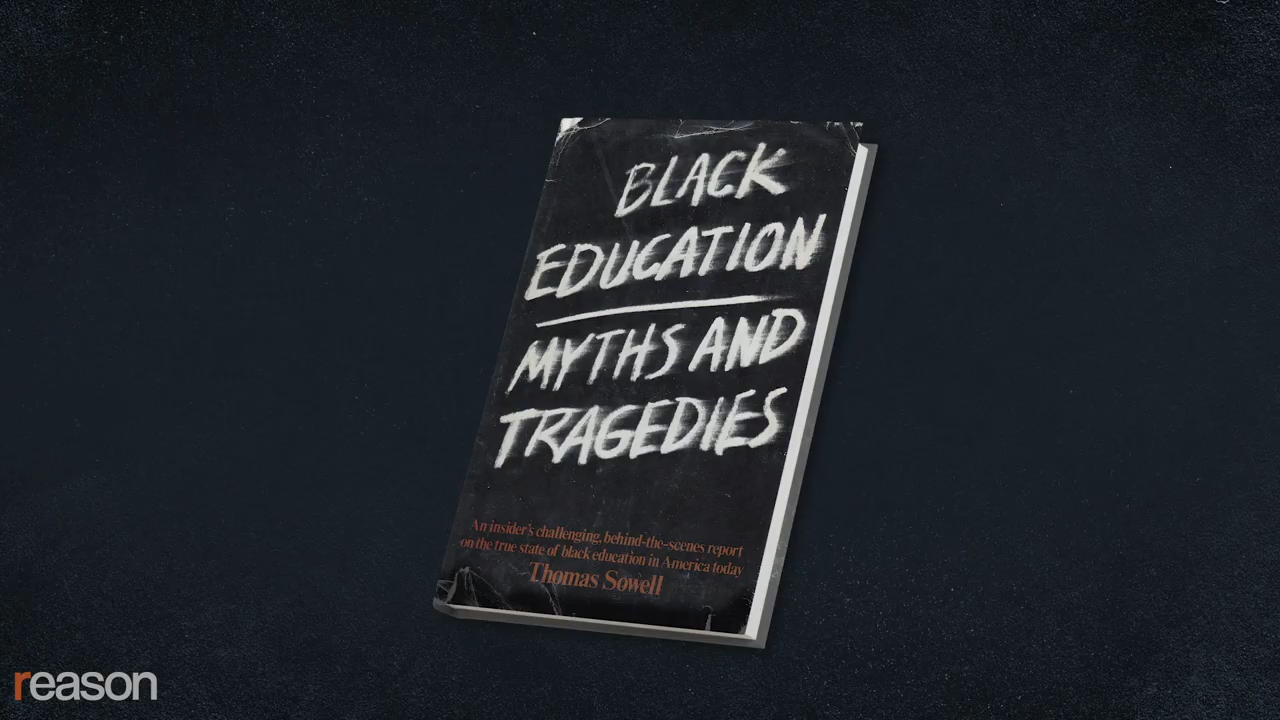 BLACK
EDUCATION
MYTHS AND
TRAGEDIES
An insider's challenging, behind-the-scenes report
on the true state of black education in America today
Thomas Sowell
reason